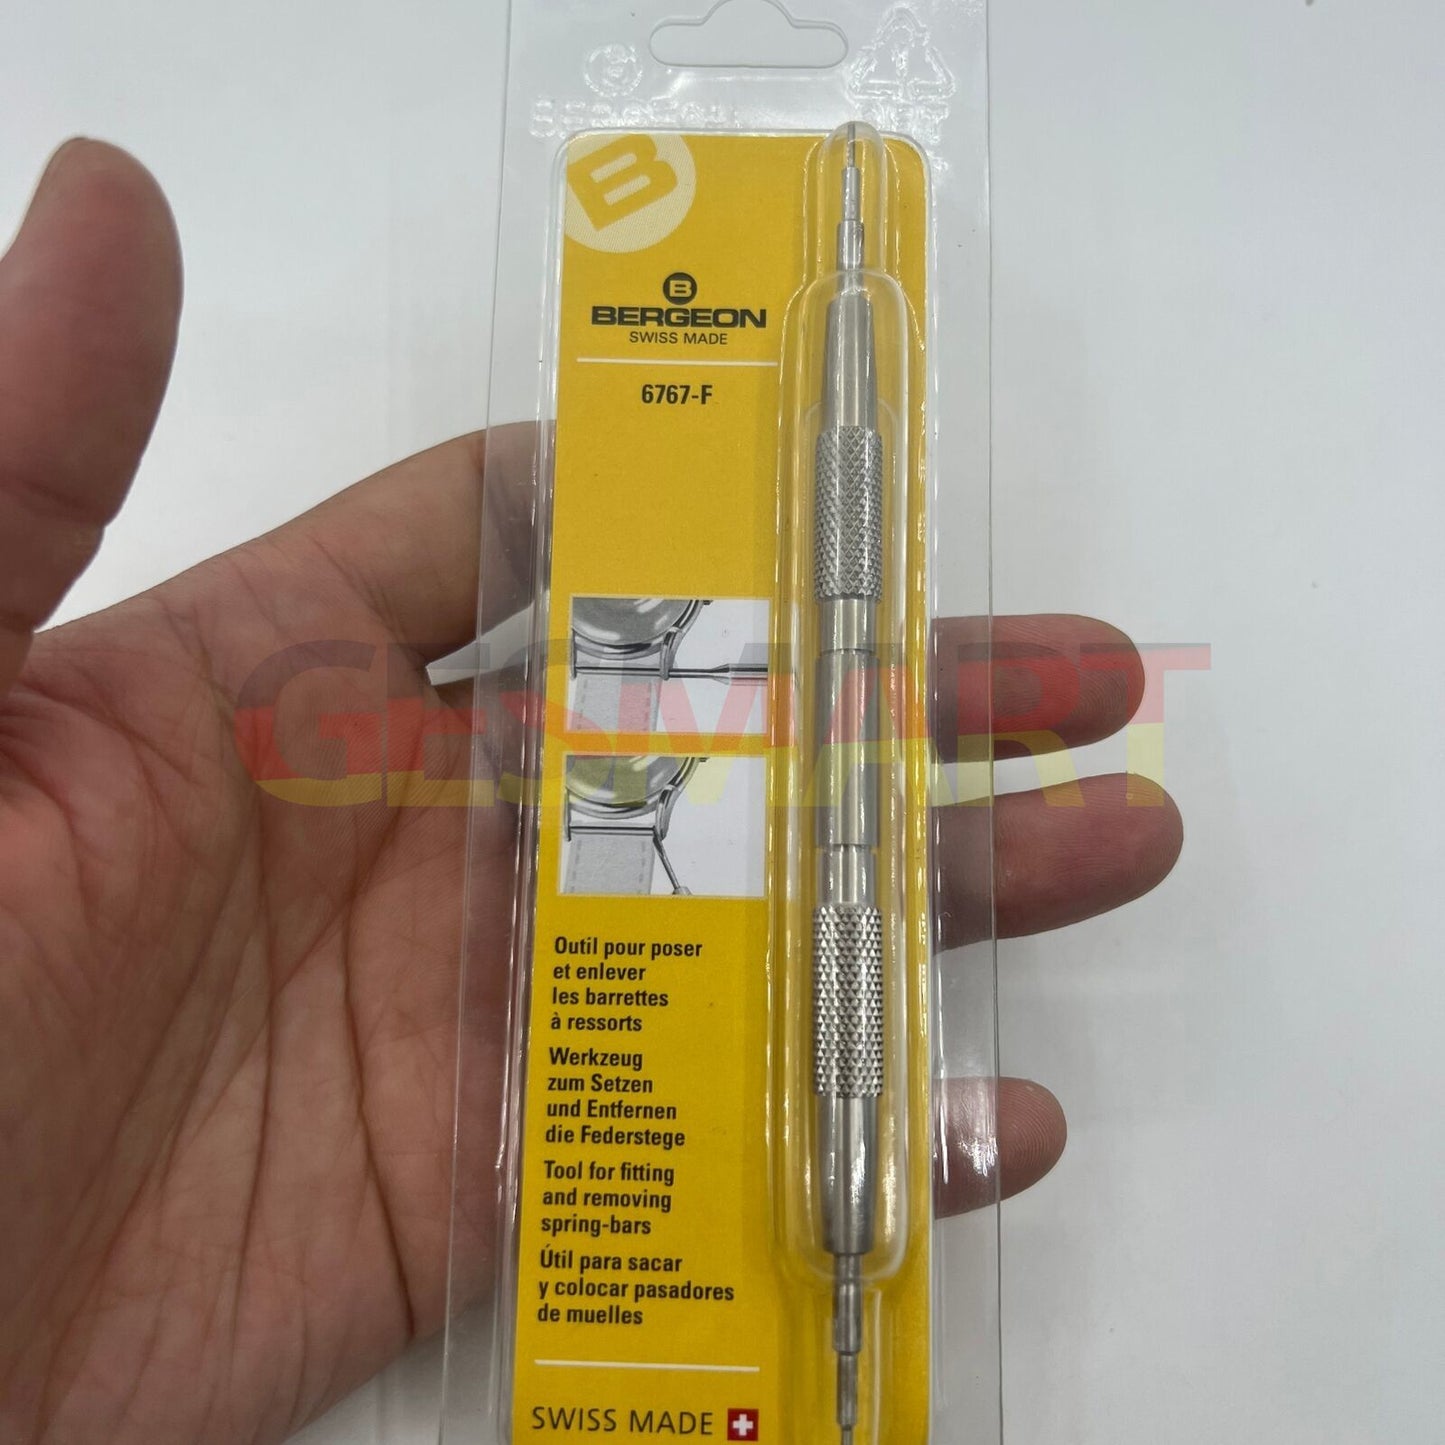 BERGEON
B
B
BERGEON
SWISS MADE
6767-F
GESMART
Outil pour poser
et enlever
les barrettes
à ressorts
Werkzeug
zum Setzen
und Entfernen
die Federstege
Tool for fitting
and removing
spring-bars
Útil para sacar
y colocar pasadores
de muelles
SWISS MADE